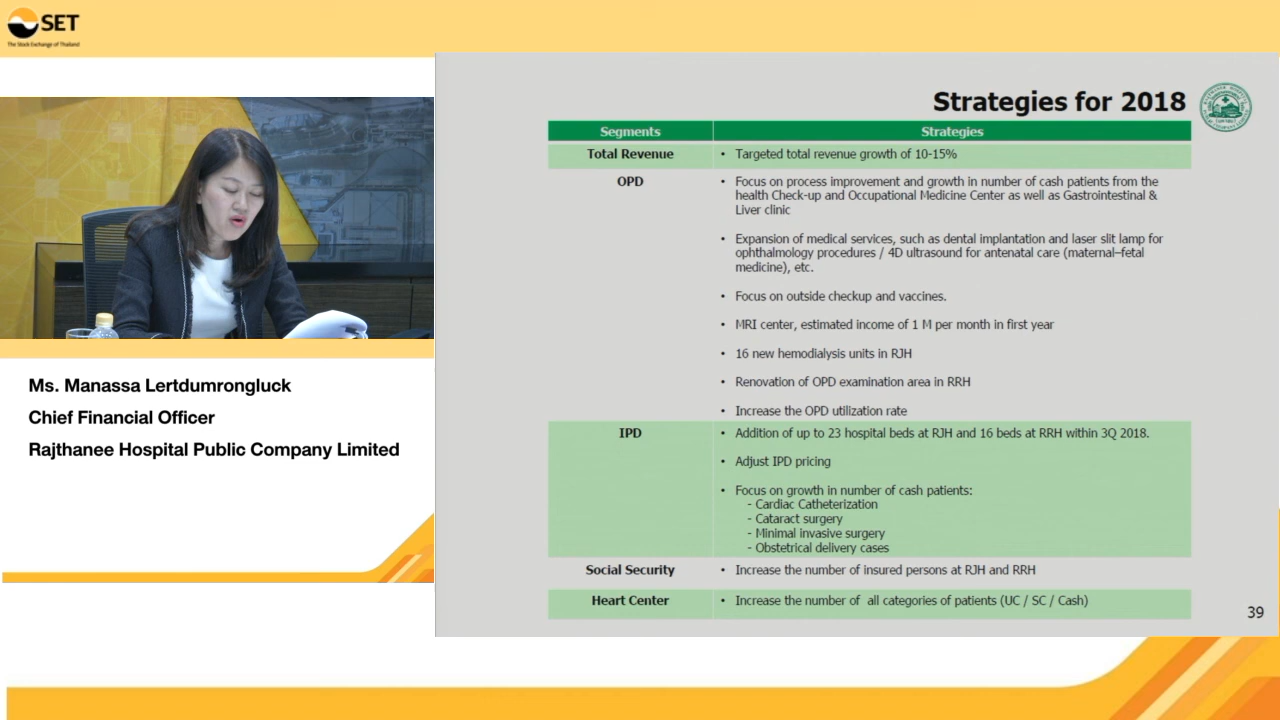 SET
The Stock Exchange of Thailand
Ms. Manassa Lertdumrongluck
Chief Financial Officer
Rajthanee Hospital Public Company Limited
Strategies for 2018
Segments
Strategies
Total Revenue
• Targeted total revenue growth of 10-15%
OPD
• Focus on process improvement and growth in number of cash patients from the
health Check-up and Occupational Medicine Center as well as Gastrointestinal &
Liver clinic
• Expansion of medical services, such as dental implantation and laser slit lamp for
ophthalmology procedures / 4D ultrasound for antenatal care (maternal–fetal
medicine), etc.
• Focus on outside checkup and vaccines.
• MRI center, estimated income of 1 M per month in first year
• 16 new hemodialysis units in RJH
• Renovation of OPD examination area in RRH
• Increase the OPD utilization rate
IPD
• Addition of up to 23 hospital beds at RJH and 16 beds at RRH within 3Q 2018.
• Adjust IPD pricing
• Focus on growth in number of cash patients:
- Cardiac Catheterization
- Cataract surgery
- Minimal invasive surgery
- Obstetrical delivery cases
Social Security
• Increase the number of insured persons at RJH and RRH
Heart Center
• Increase the number of all categories of patients (UC / SC / Cash)
39